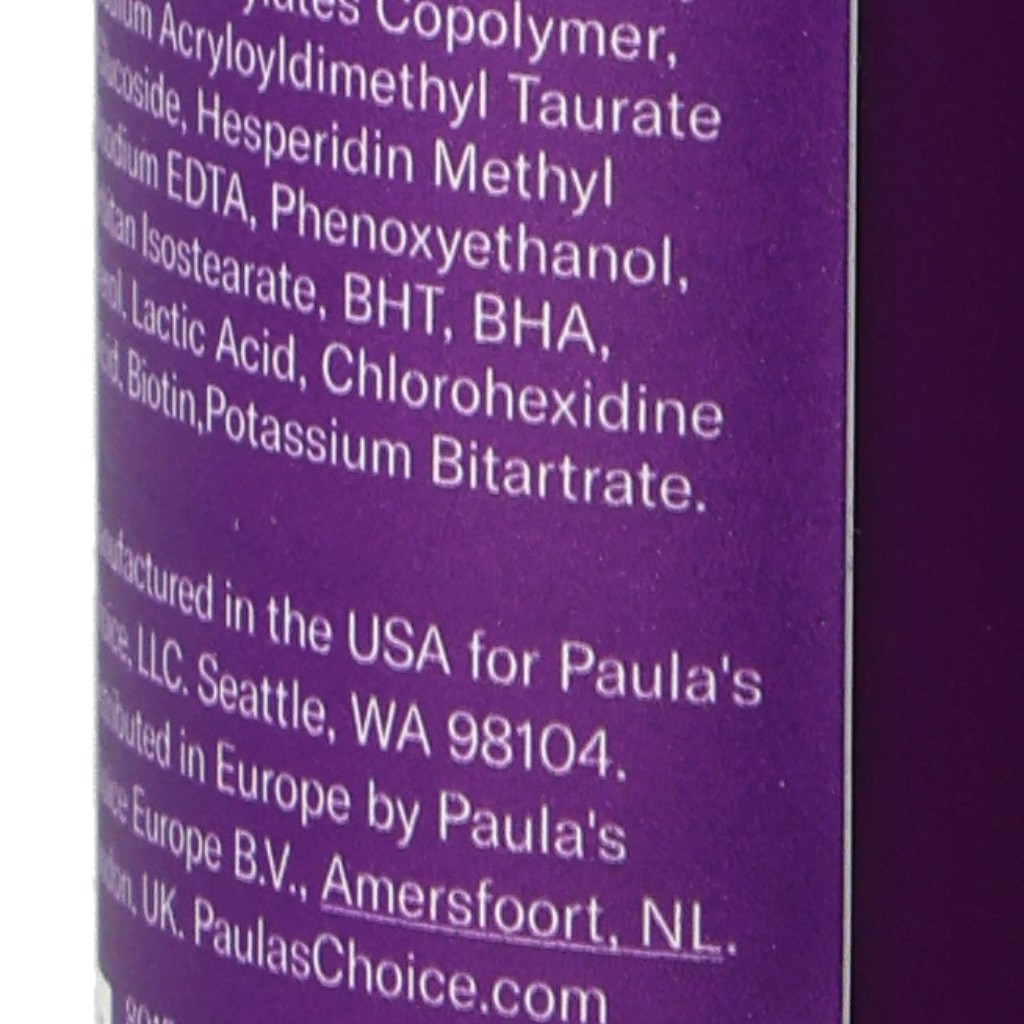 Copolymer,
Acryloyldimethyl Taurate
Hesperidin Methyl
EDTA, Phenoxyethanol,
Isostearate, BHT, BHA,
Lactic Acid, Chlorohexidine
Biotin,Potassium Bitartrate.
in the USA for Paula's
LLC. Seattle, WA 98104.
in Europe by Paula's
Europe B.V., Amersfoort, NL.
UK. PaulasChoice.com